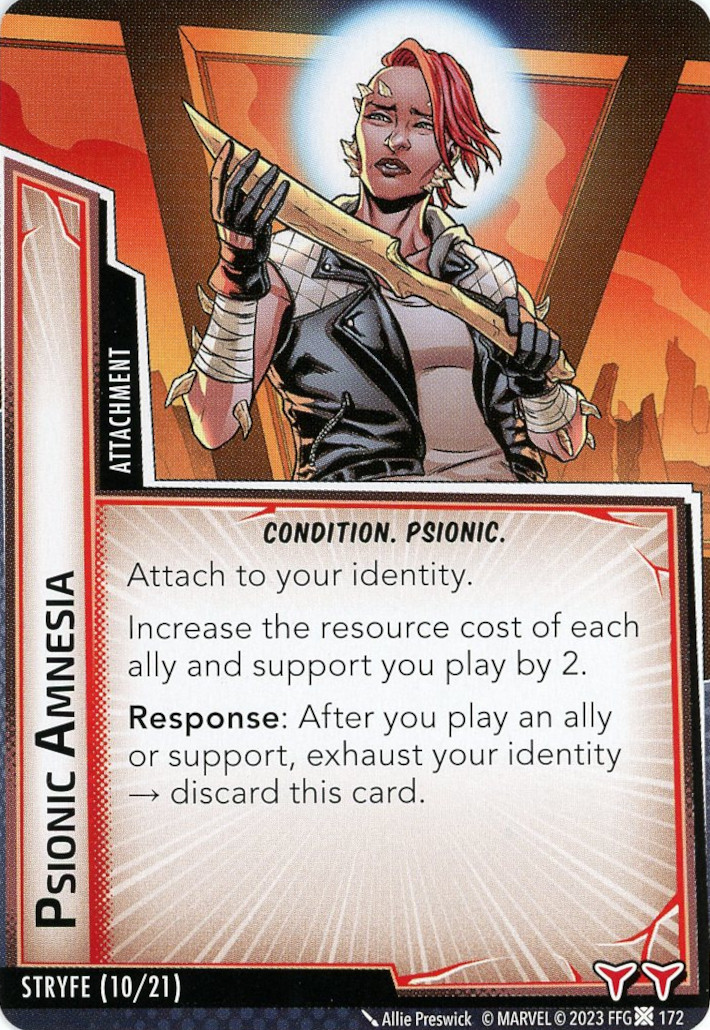 ATTACHMENT
PSIONIC AMNESIA
CONDITION. PSIONIC.
Attach to your identity.
Increase the resource cost of each
ally and support you play by 2.
Response: After you play an ally
or support, exhaust your identity
→ discard this card.
STRYFE (10/21)
Allie Preswick © MARVEL © 2023 FFG 172